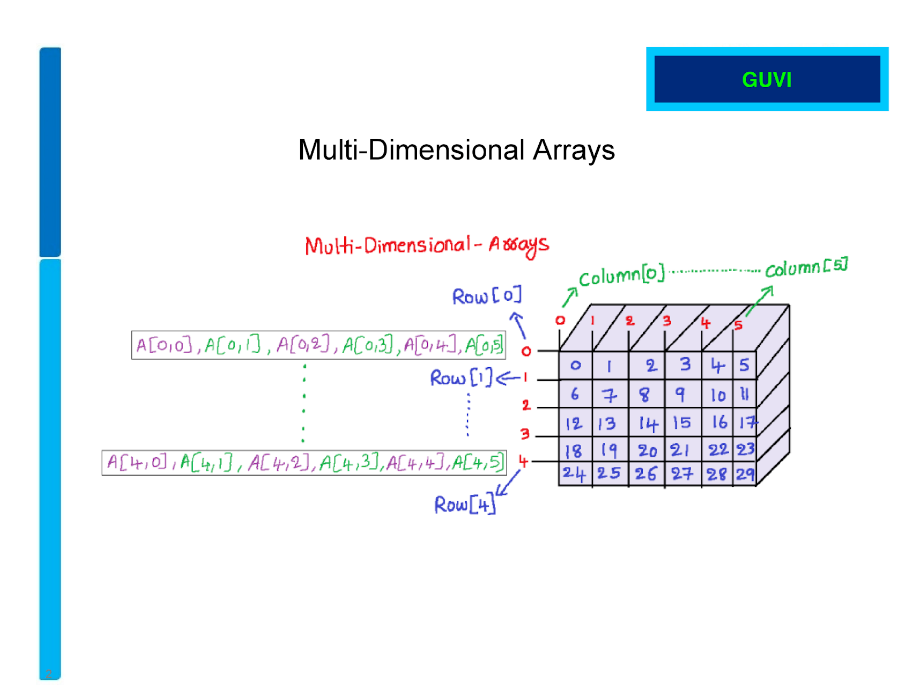 GUVI
Multi-Dimensional Arrays
Multi-Dimensional-Arrays
Column[0] ........ Column[5]
Row[0]
0 1 2 3 4 5
A[0,0], A[0,1], A[0,2], A[0,3], A[0,4], A[0,5]
0
0 1 2 3 4 5
Row[1] 1
6 7 8 9 10 11
2
12 13 14 15 16 17
3
18 19 20 21 22 23
A[4,0], A[4,1], A[4,2], A[4,3], A[4,4], A[4,5]
4
24 25 26 27 28 29
Row[4]